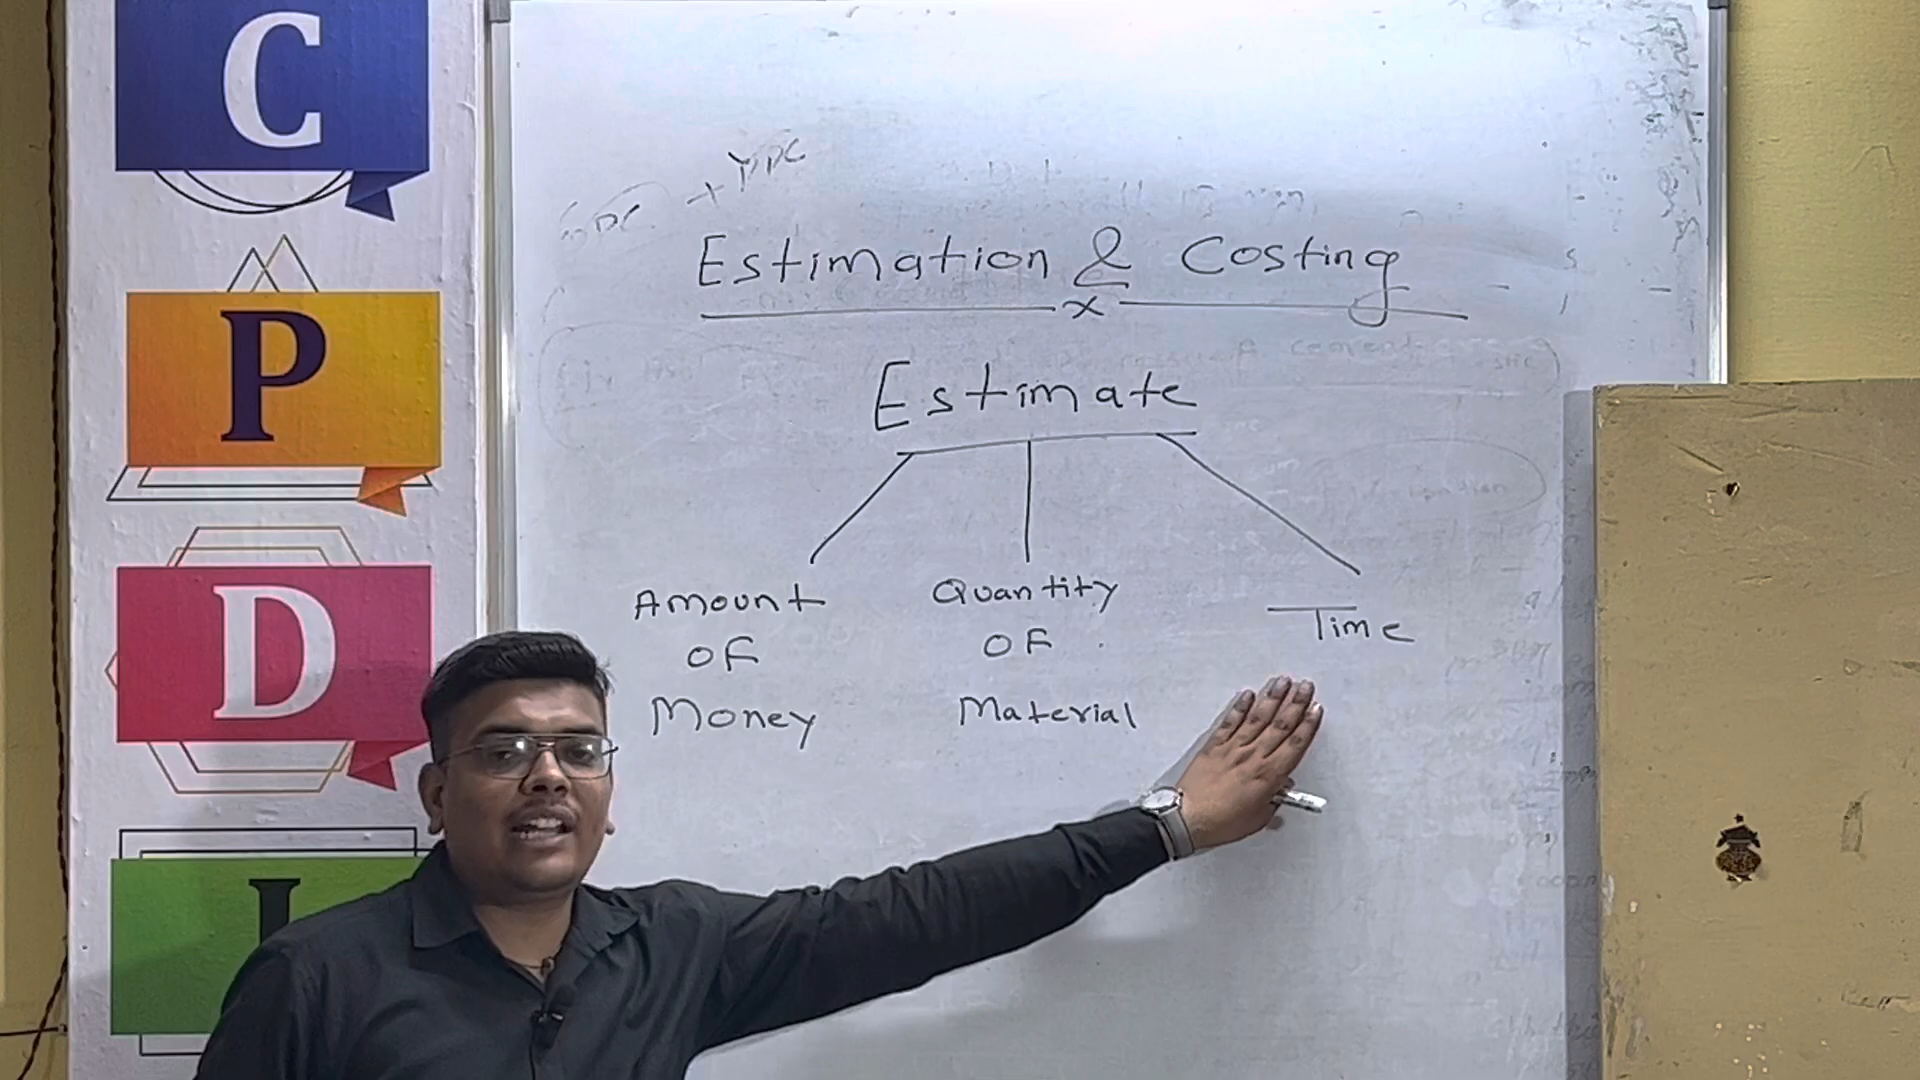 C
P
D
I
Estimation & Costing
x
Estimate
Amount
OF
Money
Quantity
OF
Material
Time